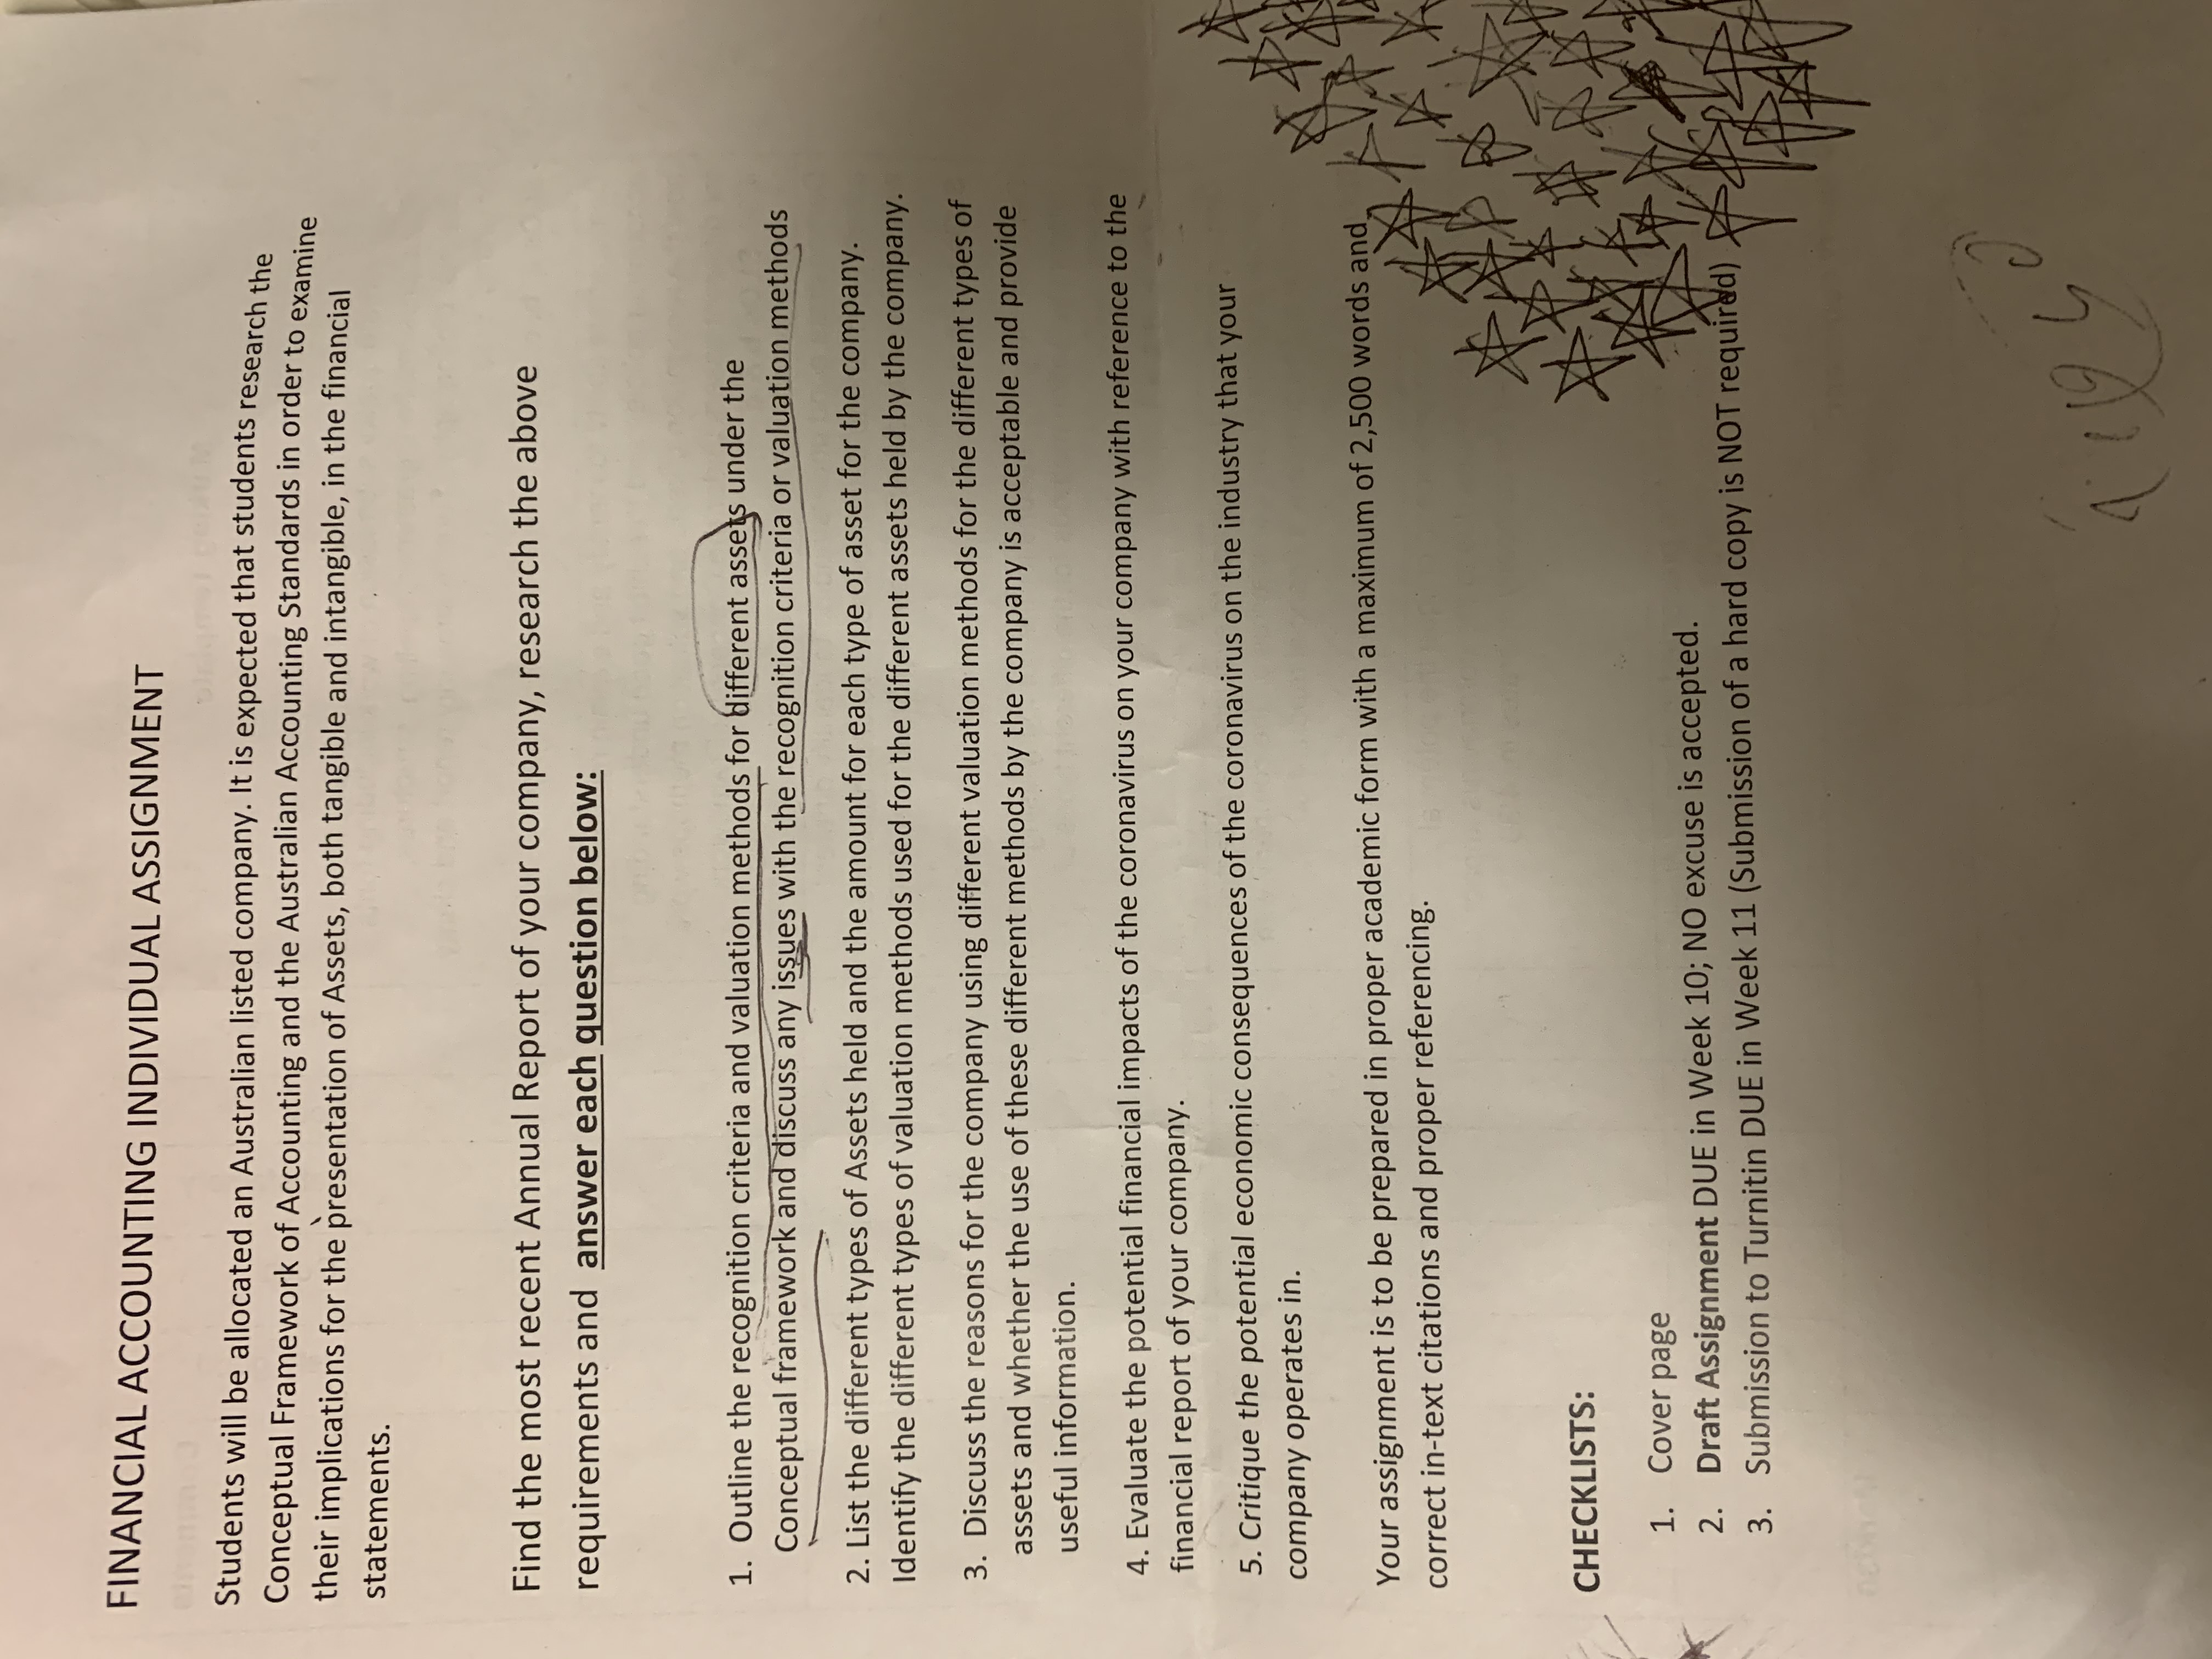 FINANCIAL ACCOUNTING INDIVIDUAL ASSIGNMENT
Students will be allocated an Australian listed company. It is expected that students research the
Conceptual Framework of Accounting and the Australian Accounting Standards in order to examine
their implications for the presentation of Assets, both tangible and intangible, in the financial
statements.
Find the most recent Annual Report of your company, research the above
requirements and answer each question below:
1. Outline the recognition criteria and valuation methods for different assets under the
Conceptual framework and discuss any issues with the recognition criteria or valuation methods
2. List the different types of Assets held and the amount for each type of asset for the company.
Identify the different types of valuation methods used for the different assets held by the company.
3. Discuss the reasons for the company using different valuation methods for the different types of
assets and whether the use of these different methods by the company is acceptable and provide
useful information.
4. Evaluate the potential financial impacts of the coronavirus on your company with reference to the
financial report of your company.
5. Critique the potential economic consequences of the coronavirus on the industry that your
company operates in.
Your assignment is to be prepared in proper academic form with a maximum of 2,500 words and
correct in-text citations and proper referencing.
CHECKLISTS:
1. Cover page
2. Draft Assignment DUE in Week 10; NO excuse is accepted.
3. Submission to Turnitin DUE in Week 11 (Submission of a hard copy is NOT required)